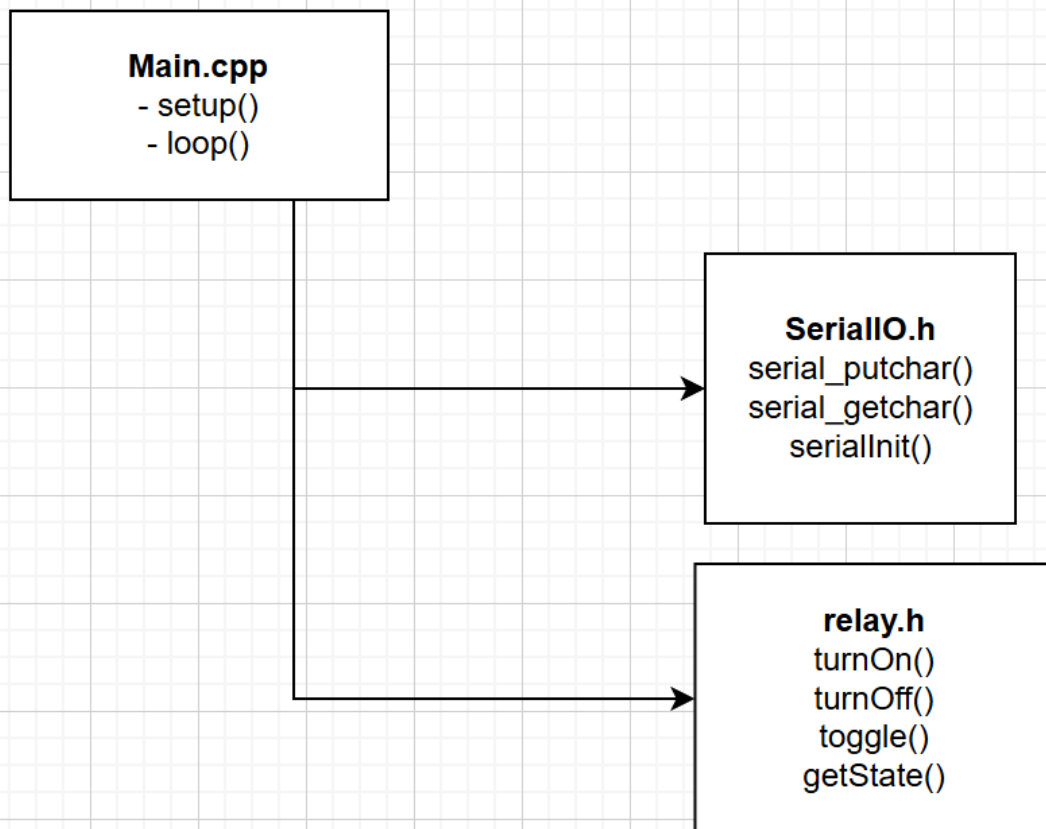 Main.cpp
- setup()
- loop()
SerialIO.h
serial_putchar()
serial_getchar()
serialInit()
relay.h
turnOn()
turnOff()
toggle()
getState()